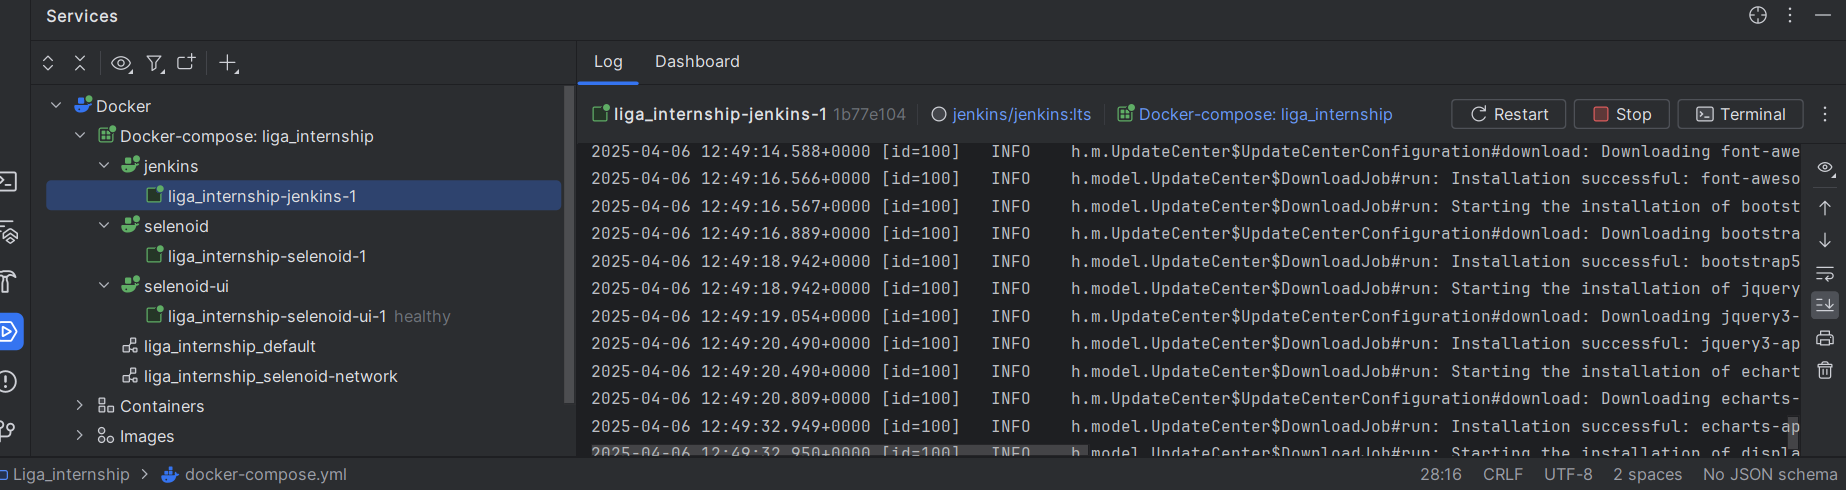 Services
Docker
Docker-compose: liga_internship
jenkins
liga_internship-jenkins-1
selenoid
liga_internship-selenoid-1
selenoid-ui
liga_internship-selenoid-ui-1 healthy
liga_internship_default
liga_internship_selenoid-network
Containers
Images
Log Dashboard
liga_internship-jenkins-1 1b77e104 jenkins/jenkins:lts Docker-compose: liga_internship Restart Stop Terminal
2025-04-06 12:49:14.588+0000 [id=100] INFO h.m.UpdateCenter$UpdateCenterConfiguration#download: Downloading font-awe
2025-04-06 12:49:16.566+0000 [id=100] INFO h.model.UpdateCenter$DownloadJob#run: Installation successful: font-aweso
2025-04-06 12:49:16.567+0000 [id=100] INFO h.model.UpdateCenter$DownloadJob#run: Starting the installation of bootst
2025-04-06 12:49:16.889+0000 [id=100] INFO h.m.UpdateCenter$UpdateCenterConfiguration#download: Downloading bootstra
2025-04-06 12:49:18.942+0000 [id=100] INFO h.model.UpdateCenter$DownloadJob#run: Installation successful: bootstrap5
2025-04-06 12:49:18.942+0000 [id=100] INFO h.model.UpdateCenter$DownloadJob#run: Starting the installation of jquery
2025-04-06 12:49:19.054+0000 [id=100] INFO h.m.UpdateCenter$UpdateCenterConfiguration#download: Downloading jquery3-
2025-04-06 12:49:20.490+0000 [id=100] INFO h.model.UpdateCenter$DownloadJob#run: Installation successful: jquery3-ap
2025-04-06 12:49:20.490+0000 [id=100] INFO h.model.UpdateCenter$DownloadJob#run: Starting the installation of echart
2025-04-06 12:49:20.809+0000 [id=100] INFO h.m.UpdateCenter$UpdateCenterConfiguration#download: Downloading echarts-
2025-04-06 12:49:32.949+0000 [id=100] INFO h.model.UpdateCenter$DownloadJob#run: Installation successful: echarts-ap
2025-04-06 12:49:32.950+0000 [id=100] INFO h.model.UpdateCenter$DownloadJob#run: Starting the installation of displa
Liga_internship docker-compose.yml 28:16 CRLF UTF-8 2 spaces No JSON schema